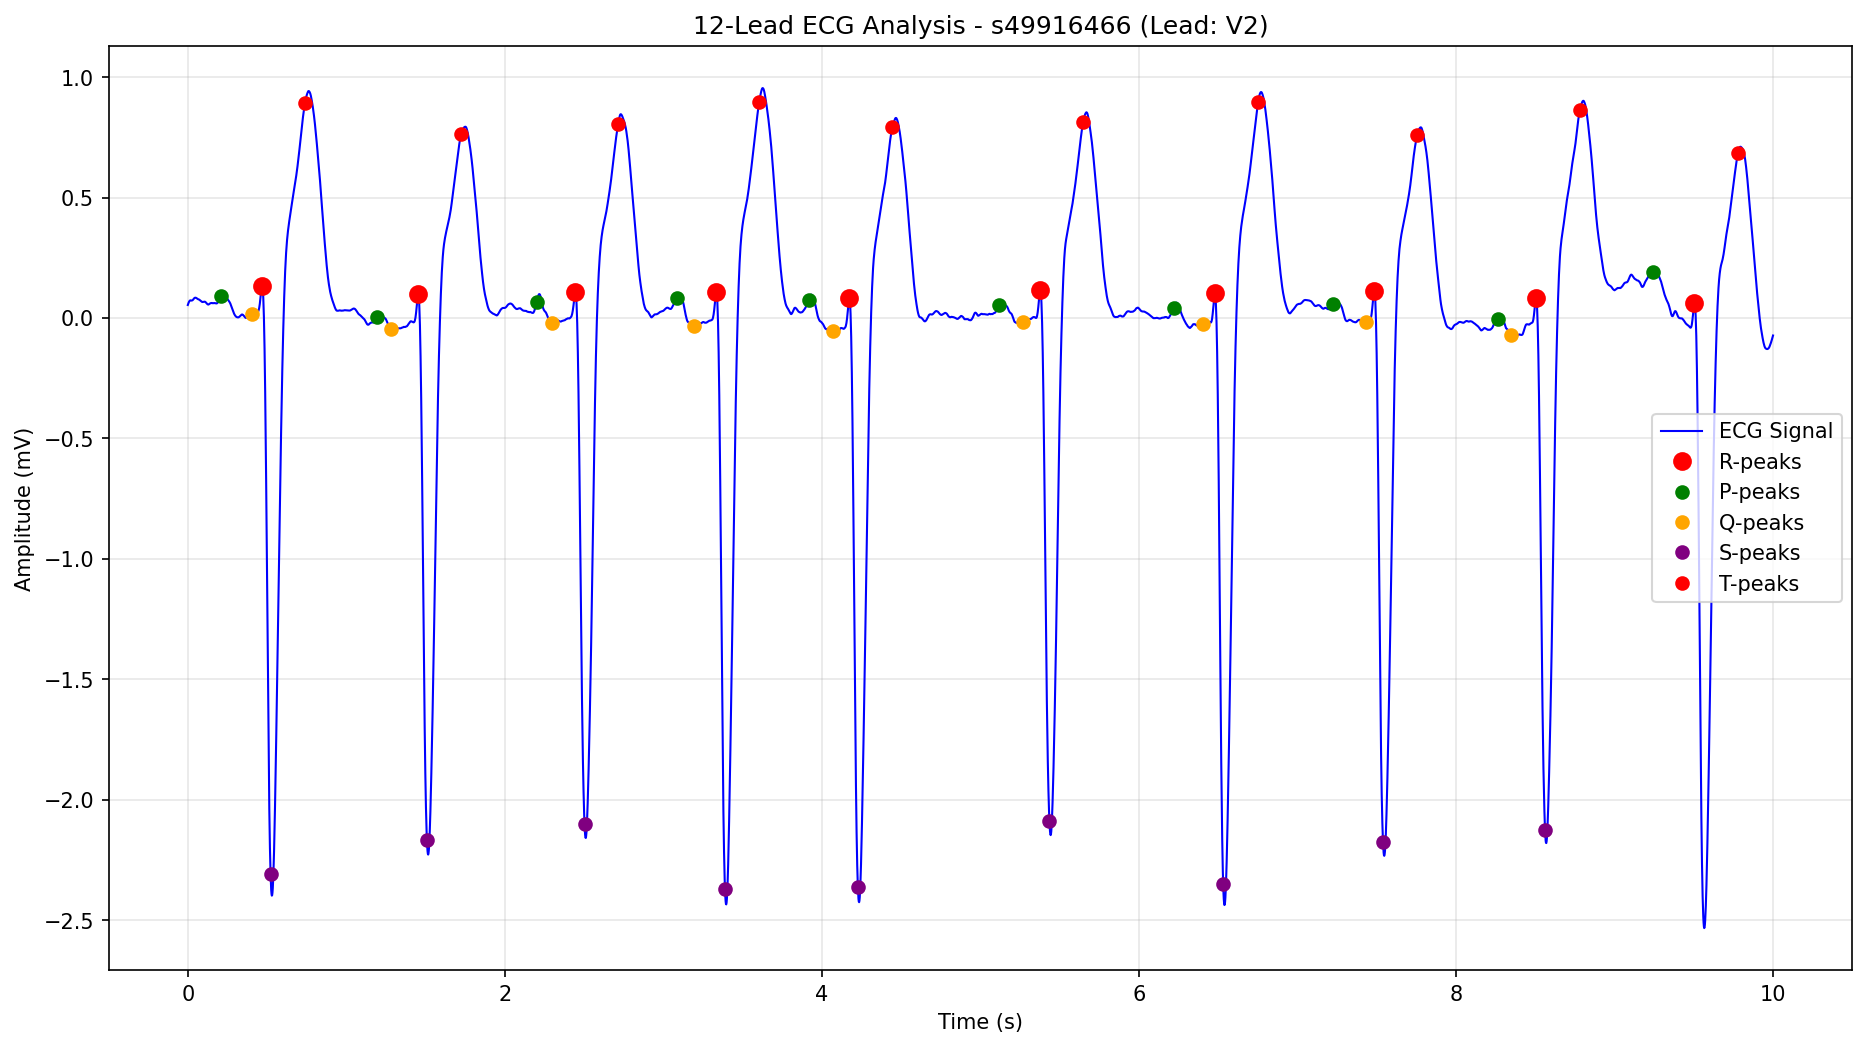 12-Lead ECG Analysis - s49916466 (Lead: V2)
1.0
0.5
0.0
−0.5
−1.0
−1.5
−2.0
−2.5
Amplitude (mV)
ECG Signal
R-peaks
P-peaks
Q-peaks
S-peaks
T-peaks
0 2 4 6 8 10
Time (s)